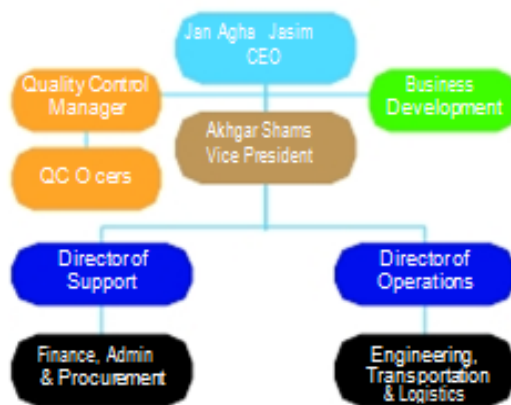 Jan Agha Jasim
CEO
Quality Control
Manager
Business
Development
Akhgar Shams
Vice President
QC O cers
Director of
Support
Director of
Operations
Finance, Admin
& Procurement
Engineering,
Transportation
& Logistics